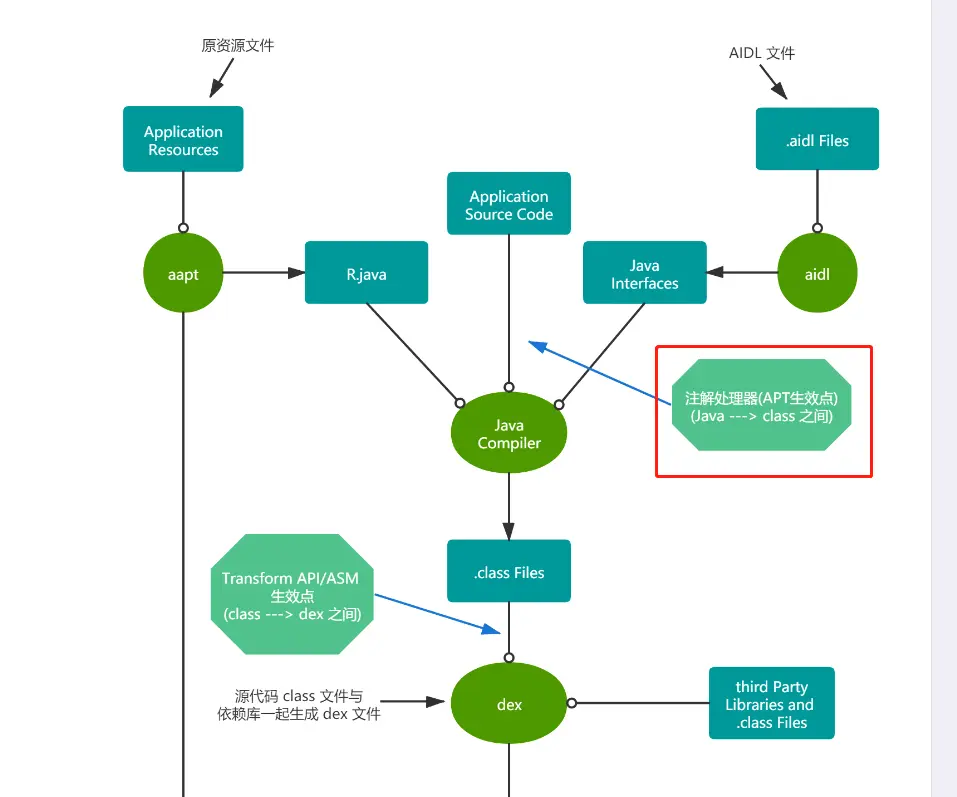 原资源文件
AIDL 文件
Application
Resources
.aidl Files
Application
Source Code
aapt
R.java
Java
Interfaces
aidl
注解处理器(APT生效点)
(Java ---> class 之间)
Java
Compiler
.class Files
Transform API/ASM
生效点
(class ---> dex 之间)
源代码 class 文件与
依赖库一起生成 dex 文件
dex
third Party
Libraries and
.class Files